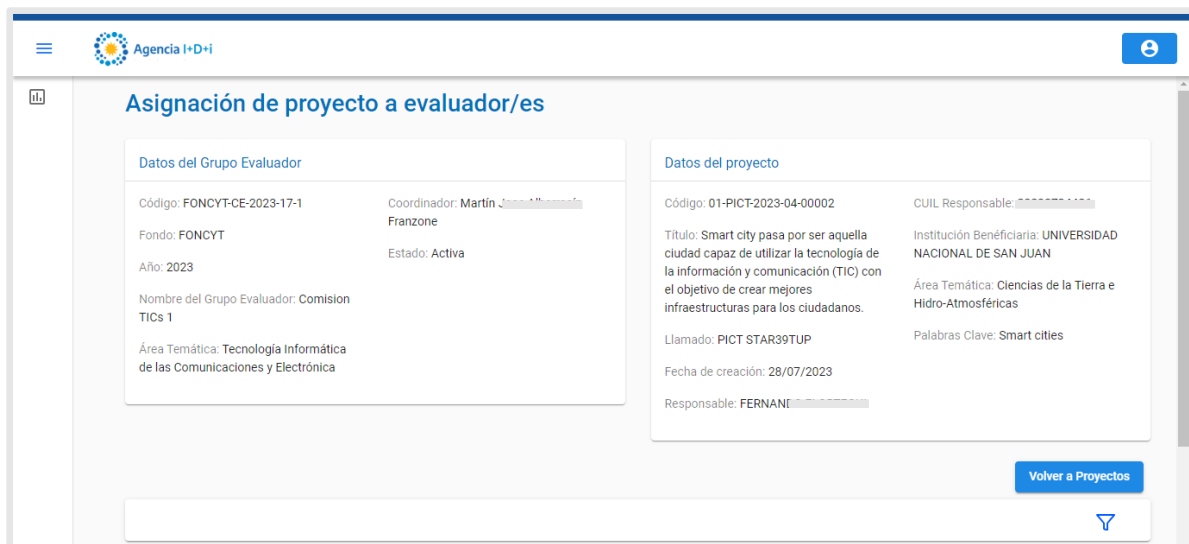 Agencia I+D+i
Asignación de proyecto a evaluador/es
Datos del Grupo Evaluador
Código: FONCYT-CE-2023-17-1
Fondo: FONCYT
Año: 2023
Nombre del Grupo Evaluador: Comision
TICs 1
Área Temática: Tecnología Informática
de las Comunicaciones y Electrónica
Coordinador: Martín
Franzone
Estado: Activa
Datos del proyecto
Código: 01-PICT-2023-04-00002
Título: Smart city pasa por ser aquella
ciudad capaz de utilizar la tecnología de
la información y comunicación (TIC) con
el objetivo de crear mejores
infraestructuras para los ciudadanos.
Llamado: PICT STAR39TUP
Fecha de creación: 28/07/2023
Responsable:
CUIL Responsable:
Institución Benéficiaria: UNIVERSIDAD
NACIONAL DE SAN JUAN
Área Temática: Ciencias de la Tierra e
Hidro-Atmosféricas
Palabras Clave: Smart cities
Volver a Proyectos